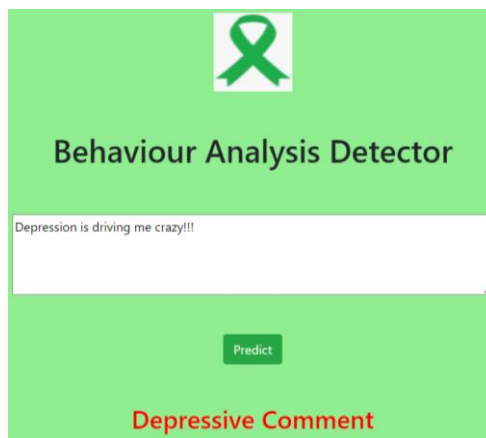 Behaviour Analysis Detector
Depression is driving me crazy!!!
Predict
Depressive Comment